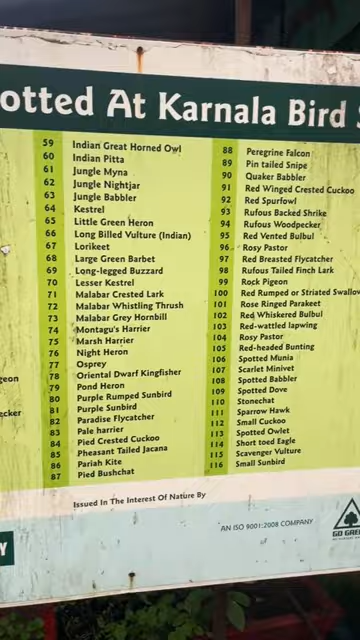 otted At Karnala Bird S
59 Indian Great Horned Owl
60 Indian Pitta
61 Jungle Myna
62 Jungle Nightjar
63 Jungle Babbler
64 Kestrel
65 Little Green Heron
66 Long Billed Vulture (Indian)
67 Lorikeet
68 Large Green Barbet
69 Long-legged Buzzard
70 Lesser Kestrel
71 Malabar Crested Lark
72 Malabar Whistling Thrush
73 Malabar Grey Hornbill
74 Montagu's Harrier
75 Marsh Harrier
76 Night Heron
77 Osprey
78 Oriental Dwarf Kingfisher
79 Pond Heron
80 Purple Rumped Sunbird
81 Purple Sunbird
82 Paradise Flycatcher
83 Pale harrier
84 Pied Crested Cuckoo
85 Pheasant Tailed Jacana
86 Pariah Kite
87 Pied Bushchat
88 Peregrine Falcon
89 Pin tailed Snipe
90 Quaker Babbler
91 Red Winged Crested Cuckoo
92 Red Spurfowl
93 Rufous Backed Shrike
94 Rufous Woodpecker
95 Red Vented Bulbul
96 Rosy Pastor
97 Red Breasted Flycatcher
98 Rufous Tailed Finch Lark
99 Rock Pigeon
100 Red Rumped or Striated Swallow
101 Rose Ringed Parakeet
102 Red Whiskered Bulbul
103 Red-wattled lapwing
104 Rosy Pastor
105 Red-headed Bunting
106 Spotted Munia
107 Scarlet Minivet
108 Spotted Babbler
109 Spotted Dove
110 Stonechat
111 Sparrow Hawk
112 Small Cuckoo
113 Spotted Owlet
114 Short toed Eagle
115 Scavenger Vulture
116 Small Sunbird
geon
ecker
Issued In The Interest Of Nature By
Y
AN ISO 9001:2008 COMPANY
GO GREE